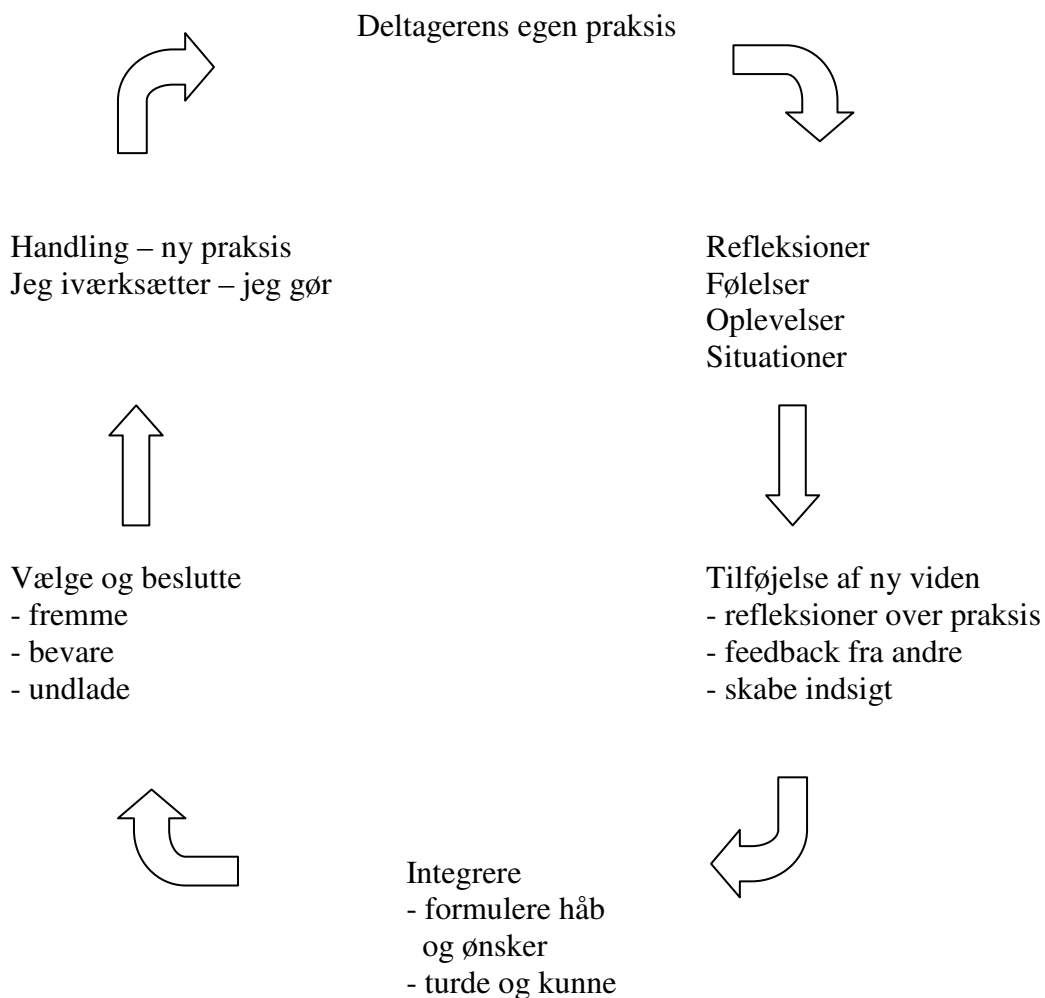 Deltagerens egen praksis
Handling – ny praksis
Jeg iværksætter – jeg gør
Refleksioner
Følelser
Oplevelser
Situationer
Vælge og beslutte
- fremme
- bevare
- undlade
Tilføjelse af ny viden
- refleksioner over praksis
- feedback fra andre
- skabe indsigt
Integrere
- formulere håb
og ønsker
- turde og kunne